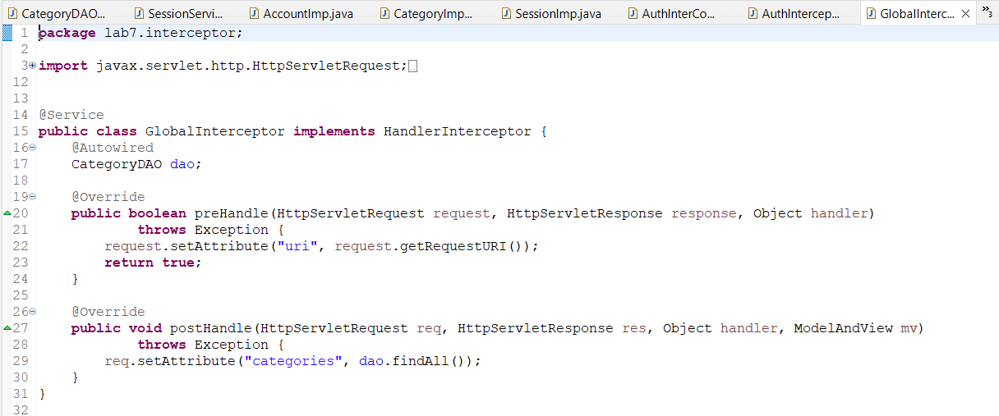 CategoryDAO... SessionServi... AccountImp.java CategoryImp... SessionImp.java AuthInterCo... AuthIntercep... GlobalInterc... 3
1 package lab7.interceptor;
2
3 import javax.servlet.http.HttpServletRequest;
12
13
14 @Service
15 public class GlobalInterceptor implements HandlerInterceptor {
16 @Autowired
17 CategoryDAO dao;
18
19 @Override
20 public boolean preHandle(HttpServletRequest request, HttpServletResponse response, Object handler)
21 throws Exception {
22 request.setAttribute("uri", request.getRequestURI());
23 return true;
24 }
25
26 @Override
27 public void postHandle(HttpServletRequest req, HttpServletResponse res, Object handler, ModelAndView mv)
28 throws Exception {
29 req.setAttribute("categories", dao.findAll());
30 }
31 }
32